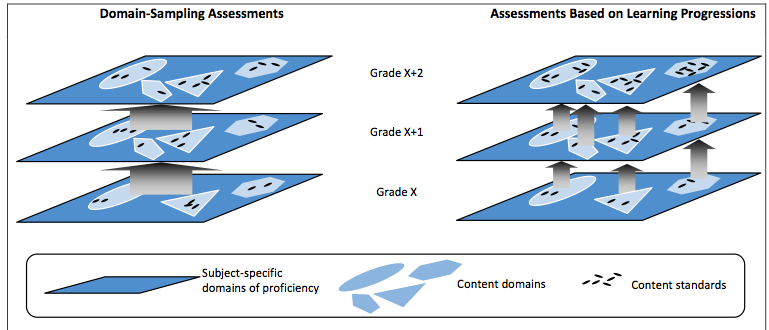 Domain-Sampling Assessments
Assessments Based on Learning Progressions
Grade X+2
Grade X+1
Grade X
Subject-specific
domains of proficiency
Content domains
Content standards